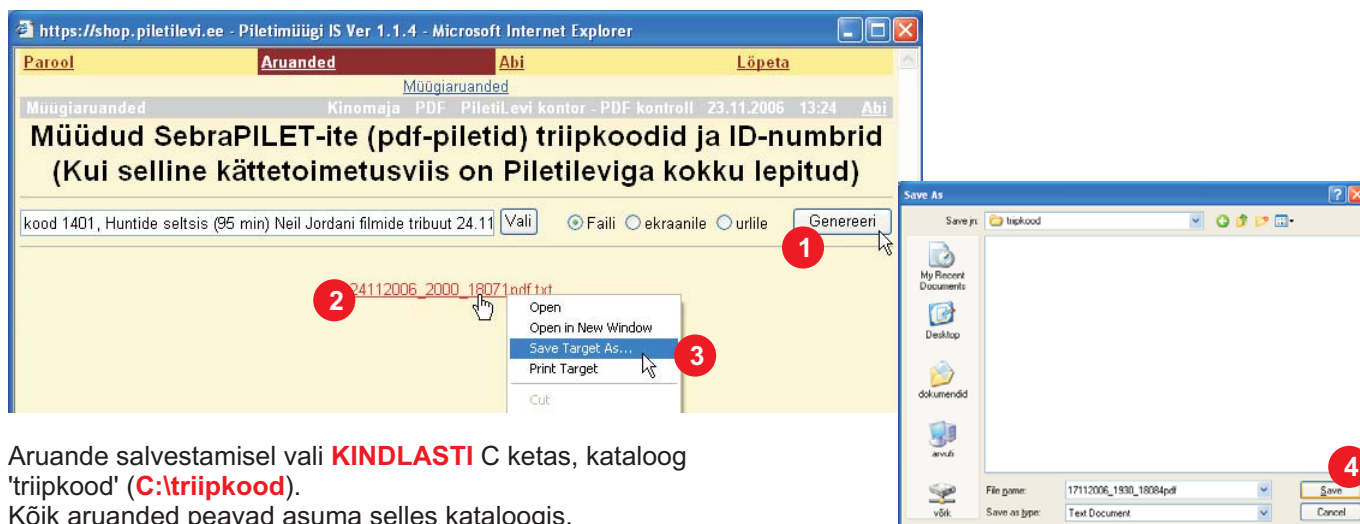 https://shop.piletilevi.ee - Piletimüügi IS Ver 1.1.4 - Microsoft Internet Explorer
Parool Aruanded Abi Lõpeta
Müügiaruanded
Müügiaruanded Kinomaja PDF PiletiLevi kontor - PDF kontroll 23.11.2006 13:24 Abi
Müüdud SebraPILET-ite (pdf-piletid) triipkoodid ja ID-numbrid
(Kui selline kättetoimetusviis on Piletileviga kokku lepitud)
kood 1401, Huntide seltsis (95 min) Neil Jordani filmide tribuut 24.11 Vali Faili ekraanile urlile Genereeri
1
2
24112006_2000_18071pdf.txt
Open
Open in New Window
Save Target As...
3
Print Target
Cut
Save As
Save in: triipkood
My Recent
Documents
Desktop
dokumendid
arvuti
võrk
4
File name: 17112006_1930_18084pdf Save
Save as type: Text Document Cancel
Aruande salvestamisel vali KINDLASTI C ketas, kataloog
'triipkood' (C:\triipkood).
Kõik aruanded peavad asuma selles kataloogis.